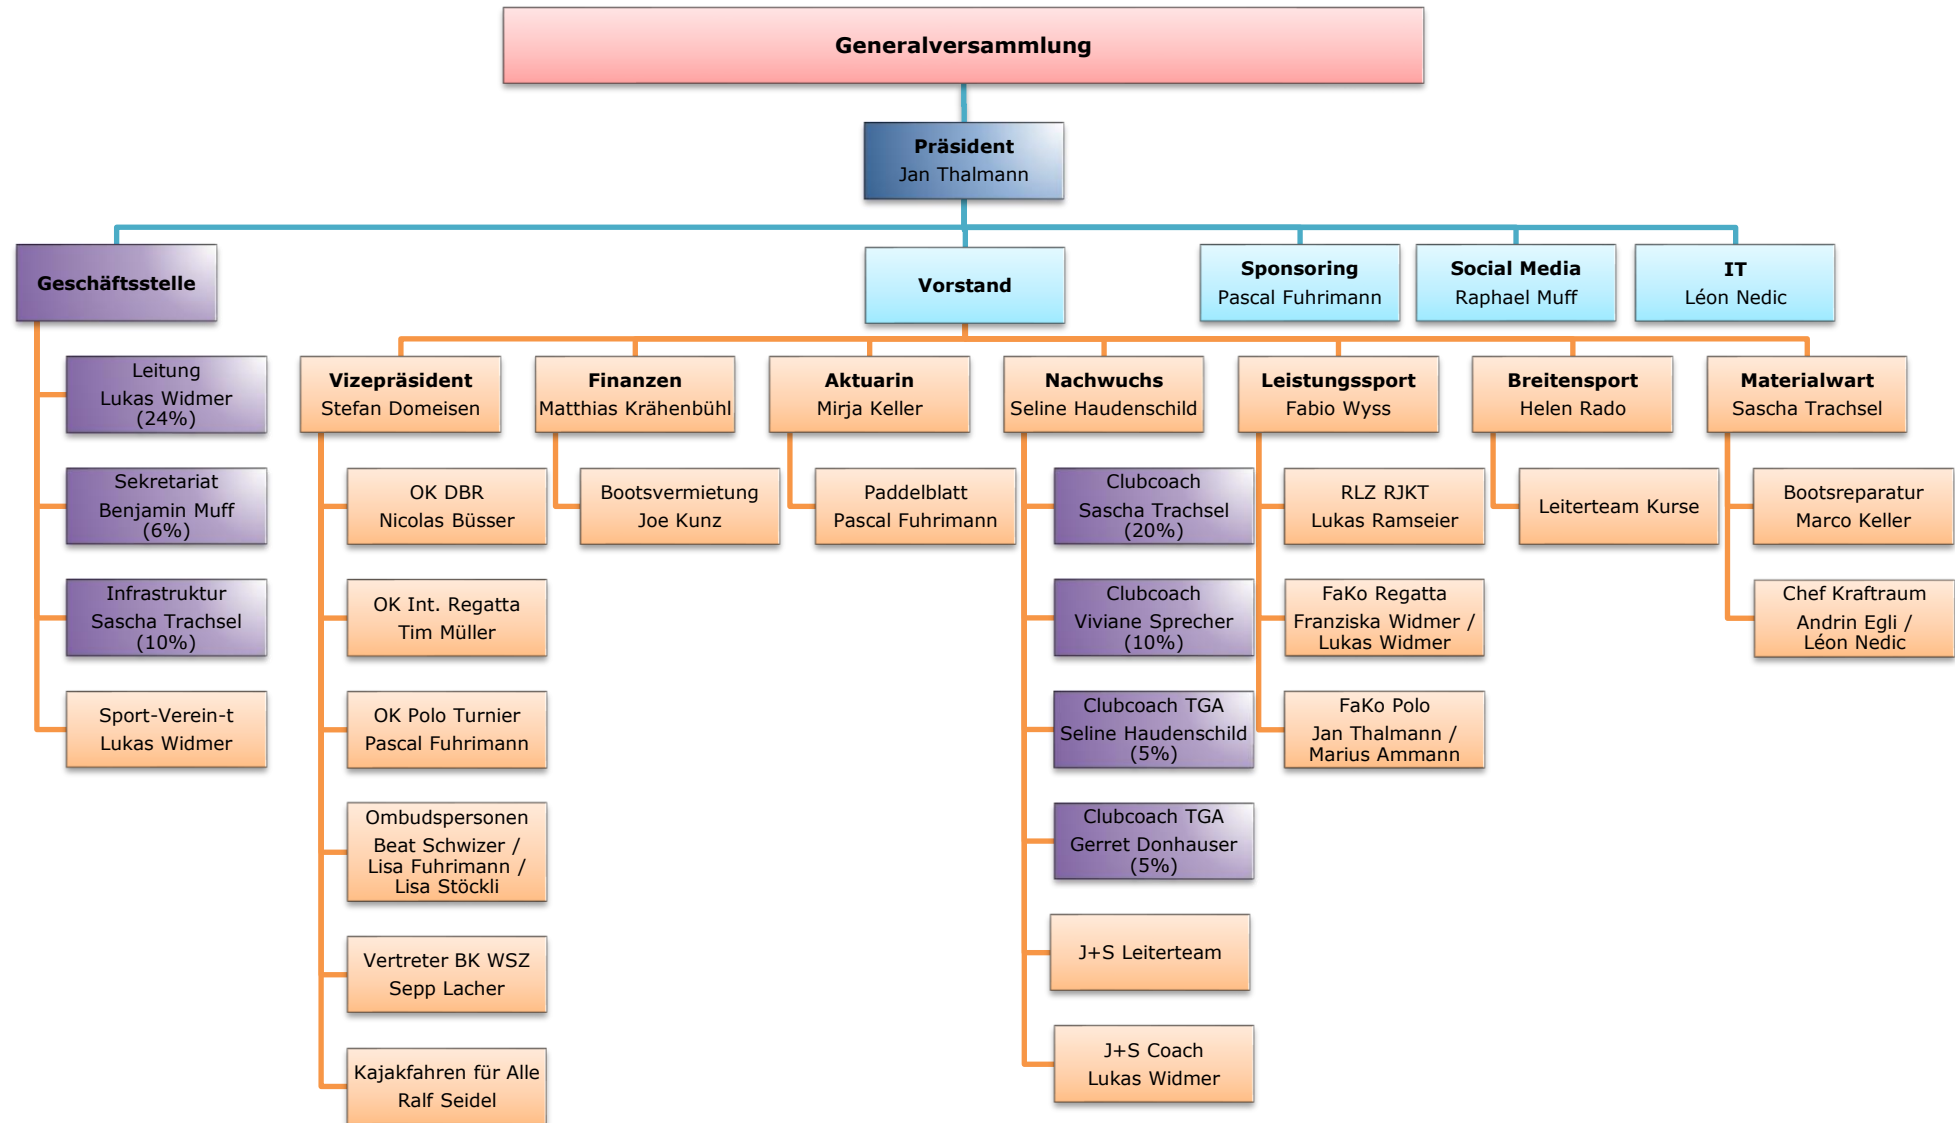 Generalversammlung
Präsident
Jan Thalmann
Geschäftsstelle
Vorstand
Sponsoring
Pascal Fuhrimann
Social Media
Raphael Muff
IT
Léon Nedic
Leitung
Lukas Widmer
(24%)
Sekretariat
Benjamin Muff
(6%)
Infrastruktur
Sascha Trachsel
(10%)
Sport-Verein-t
Lukas Widmer
Vizepräsident
Stefan Domeisen
OK DBR
Nicolas Büsser
OK Int. Regatta
Tim Müller
OK Polo Turnier
Pascal Fuhrimann
Ombudspersonen
Beat Schwizer /
Lisa Fuhrimann /
Lisa Stöckli
Vertreter BK WSZ
Sepp Lacher
Kajakfahren für Alle
Ralf Seidel
Finanzen
Matthias Krähenbühl
Bootsvermietung
Joe Kunz
Aktuarin
Mirja Keller
Paddelblatt
Pascal Fuhrimann
Nachwuchs
Seline Haudenschild
Clubcoach
Sascha Trachsel
(20%)
Clubcoach
Viviane Sprecher
(10%)
Clubcoach TGA
Seline Haudenschild
(5%)
Clubcoach TGA
Gerret Donhauser
(5%)
J+S Leiterteam
J+S Coach
Lukas Widmer
Leistungssport
Fabio Wyss
RLZ RJKT
Lukas Ramseier
FaKo Regatta
Franziska Widmer /
Lukas Widmer
FaKo Polo
Jan Thalmann /
Marius Ammann
Breitensport
Helen Rado
Leiterteam Kurse
Materialwart
Sascha Trachsel
Bootsreparatur
Marco Keller
Chef Kraftraum
Andrin Egli /
Léon Nedic